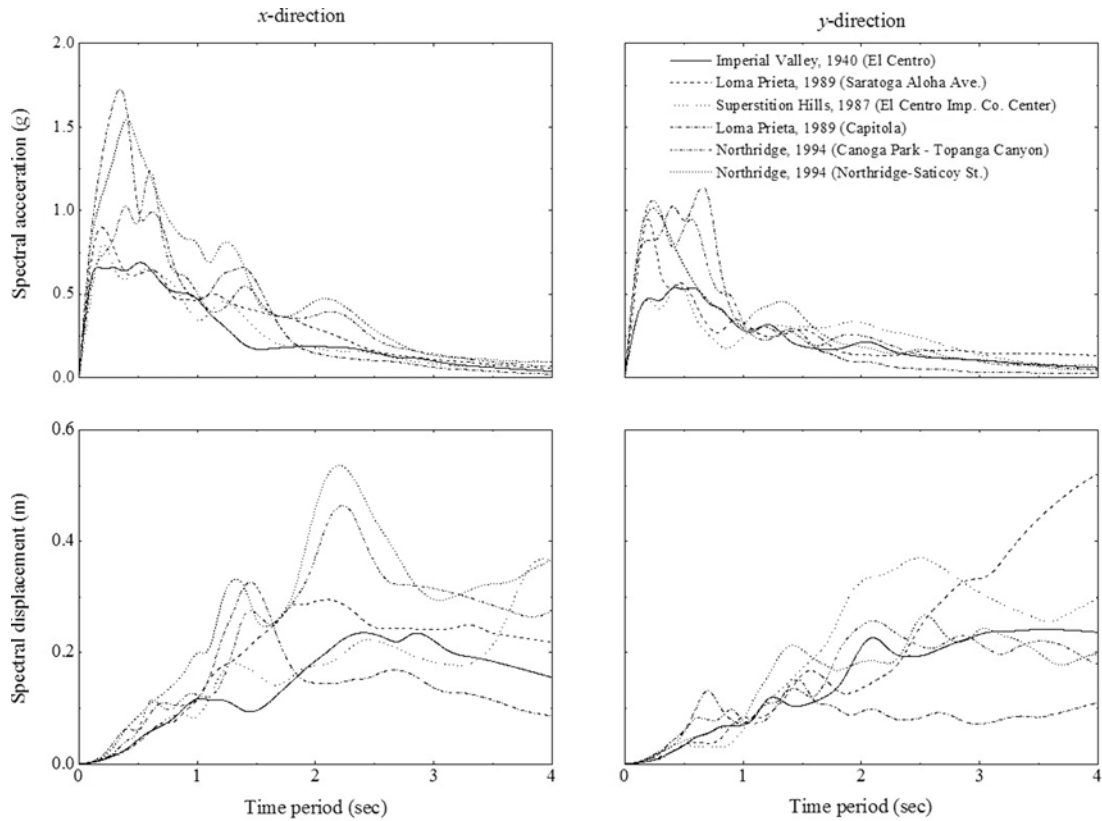 x-direction
y-direction
2.0
1.5
1.0
0.5
0.0
Spectral acceeration (g)
Imperial Valley, 1940 (El Centro)
Loma Prieta, 1989 (Saratoga Aloha Ave.)
Superstition Hills, 1987 (El Centro Imp. Co. Center)
Loma Prieta, 1989 (Capitola)
Northridge, 1994 (Canoga Park - Topanga Canyon)
Northridge, 1994 (Northridge-Saticoy St.)
0.6
0.4
0.2
0.0
Spectral displacement (m)
0 1 2 3 4
0 1 2 3 4
Time period (sec)
Time period (sec)